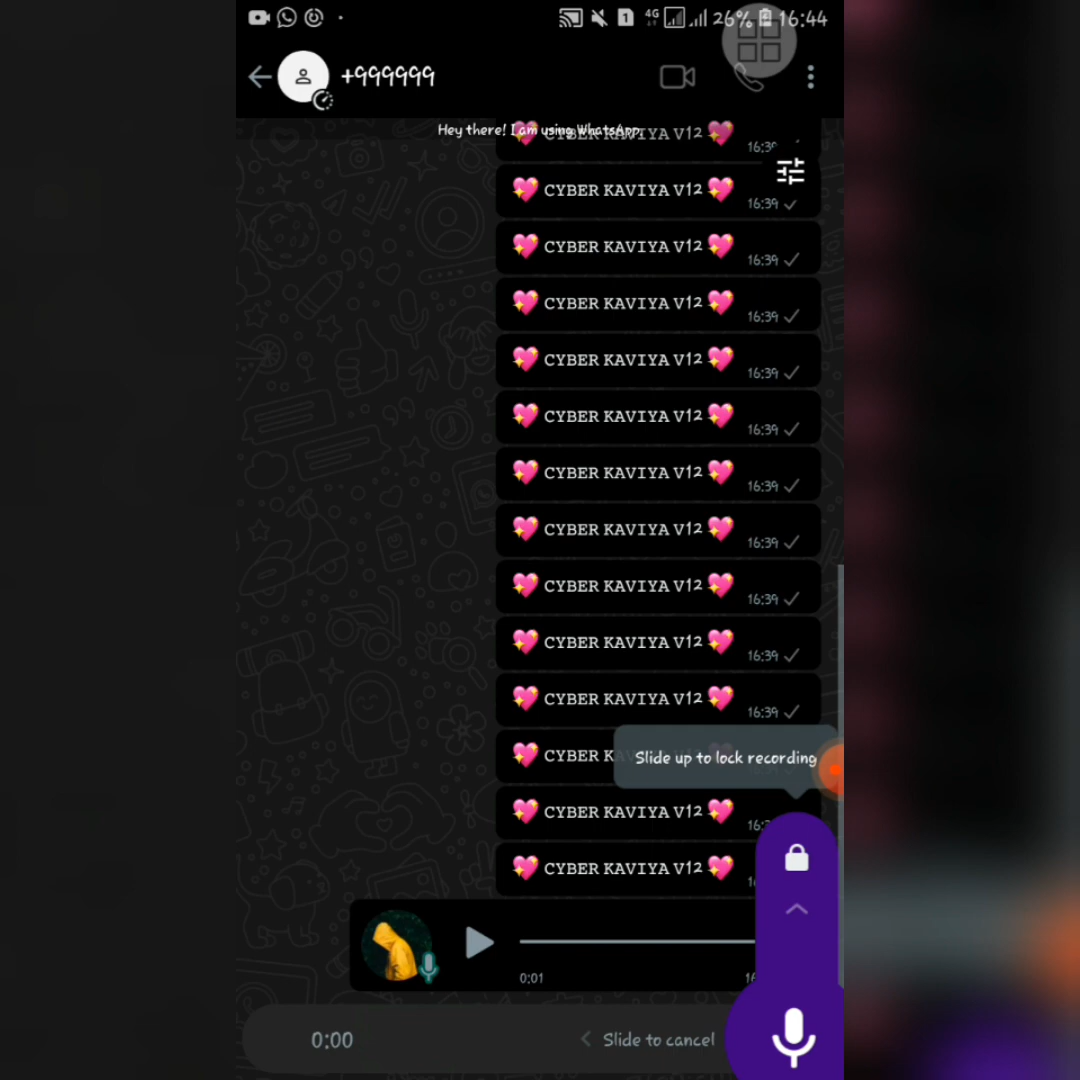 4G 26% 16:44
+999999
Hey there! I am using WhatsApp.
💖 CYBER KAVIYA V12 💖 16:39
💖 CYBER KAVIYA V12 💖 16:39
💖 CYBER KAVIYA V12 💖 16:39
💖 CYBER KAVIYA V12 💖 16:39
💖 CYBER KAVIYA V12 💖 16:39
💖 CYBER KAVIYA V12 💖 16:39
💖 CYBER KAVIYA V12 💖 16:39
💖 CYBER KAVIYA V12 💖 16:39
💖 CYBER KAVIYA V12 💖 16:39
💖 CYBER KAVIYA V12 💖 16:39
💖 CYBER KAVIYA V12 💖 16:39
💖 CYBER
Slide up to lock recording
💖 CYBER KAVIYA V12 💖
💖 CYBER KAVIYA V12 💖
0:01
0:00 < Slide to cancel